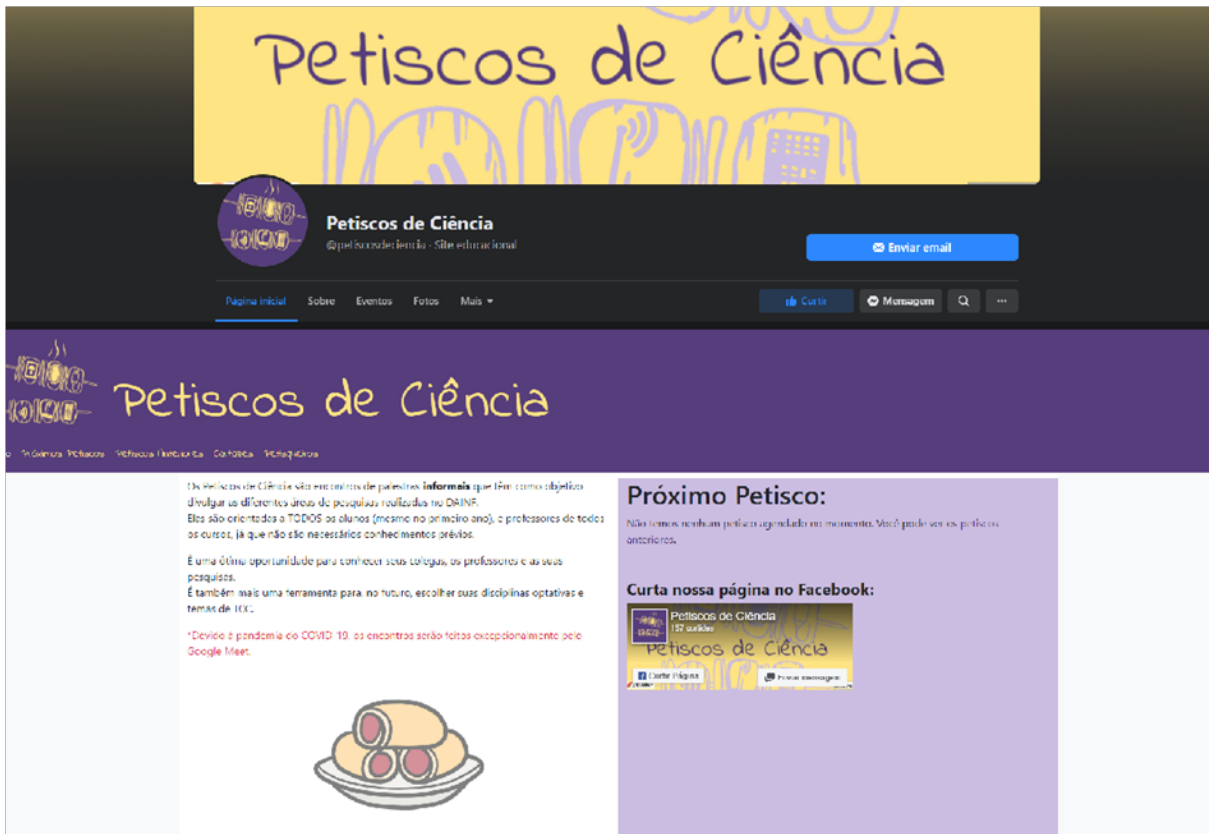 Petiscos de Ciência
Petiscos de Ciência
@petiscosdeciencia · Site educacional
Enviar email
Página inicial Sobre Eventos Fotos Mais
Curtir Mensagem
Petiscos de Ciência
Próximos Petiscos Petiscos Anteriores Contatos Petisqueiros
Os Petiscos de Ciência são encontros de palestras informais que têm como objetivo
divulgar as diferentes áreas de pesquisas realizadas no DAINF.
Elas são orientadas a TODOS os alunos (mesmo no primeiro ano), e professores de todos
os cursos, já que não são necessários conhecimentos prévios.
É uma ótima oportunidade para conhecer seus colegas, os professores e as suas
pesquisas.
É também mais uma ferramenta para, no futuro, escolher suas disciplinas optativas e
temas de TCC.
*Devido à pandemia do COVID-19, os encontros serão feitos excepcionalmente pelo
Google Meet.
Próximo Petisco:
Não temos nenhum petisco agendado no momento. Você pode ver os petiscos
anteriores.
Curta nossa página no Facebook:
Petiscos de Ciência
157 curtidas
Petiscos de Ciência
Curtir Página Enviar mensagem